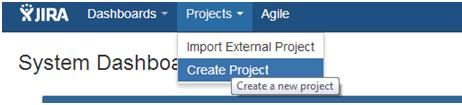 JIRA Dashboards Projects Agile
Import External Project
System Dashboa
Create Project
Create a new project